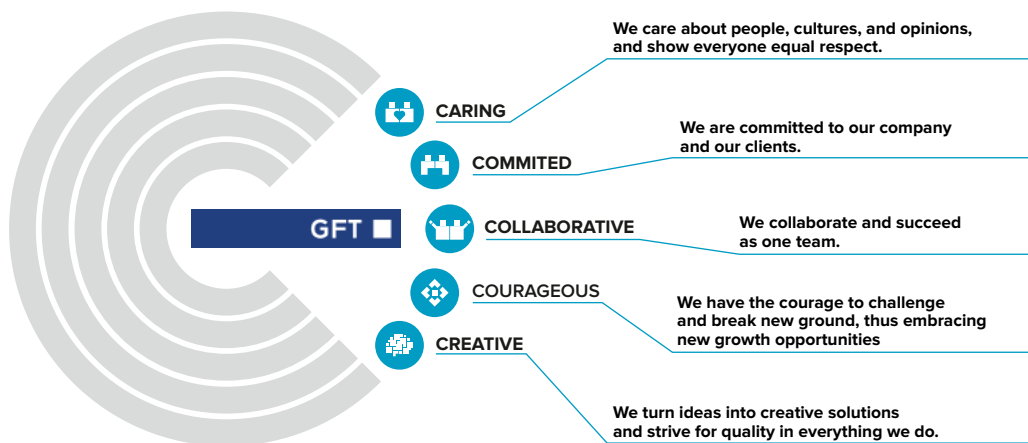 We care about people, cultures, and opinions,
and show everyone equal respect.
CARING
We are committed to our company
and our clients.
COMMITED
GFT
COLLABORATIVE
We collaborate and succeed
as one team.
COURAGEOUS
We have the courage to challenge
and break new ground, thus embracing
new growth opportunities
CREATIVE
We turn ideas into creative solutions
and strive for quality in everything we do.